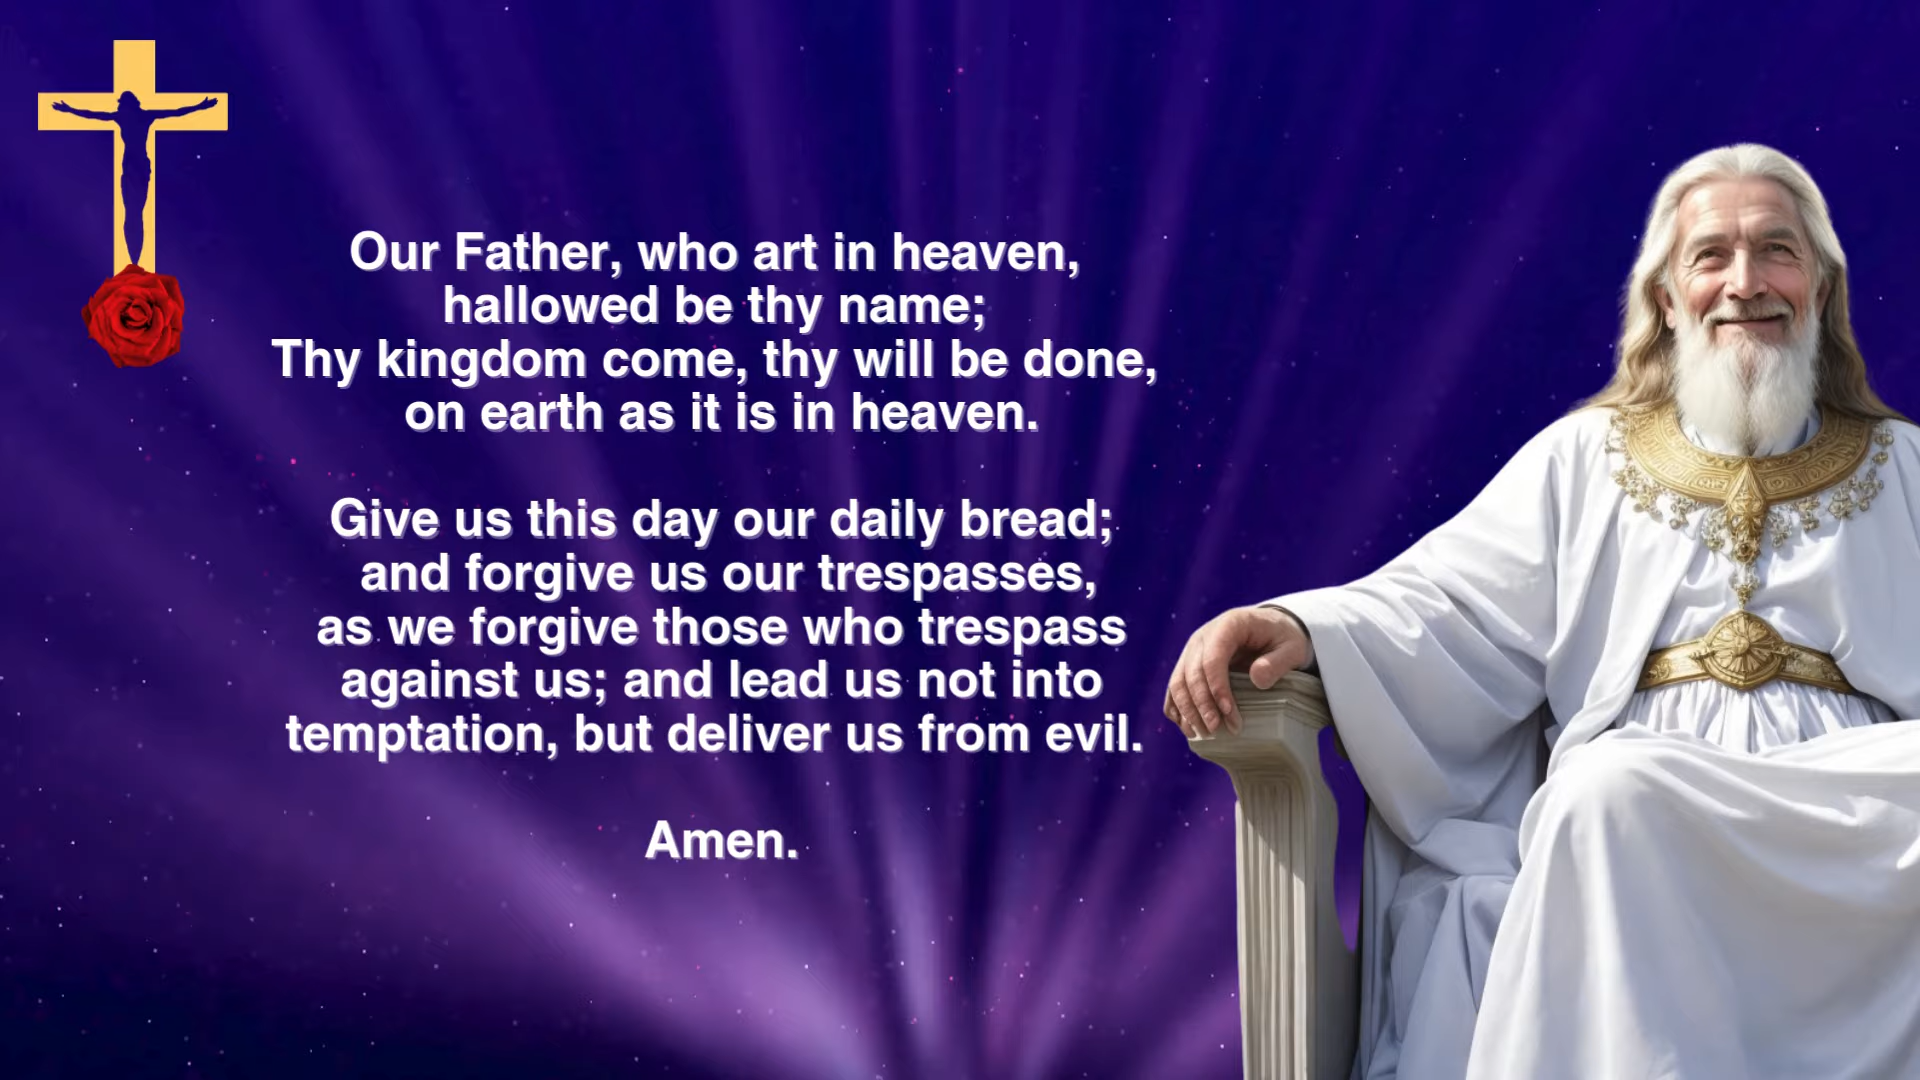 Our Father, who art in heaven,
hallowed be thy name;
Thy kingdom come, thy will be done,
on earth as it is in heaven.
Give us this day our daily bread;
and forgive us our trespasses,
as we forgive those who trespass
against us; and lead us not into
temptation, but deliver us from evil.
Amen.